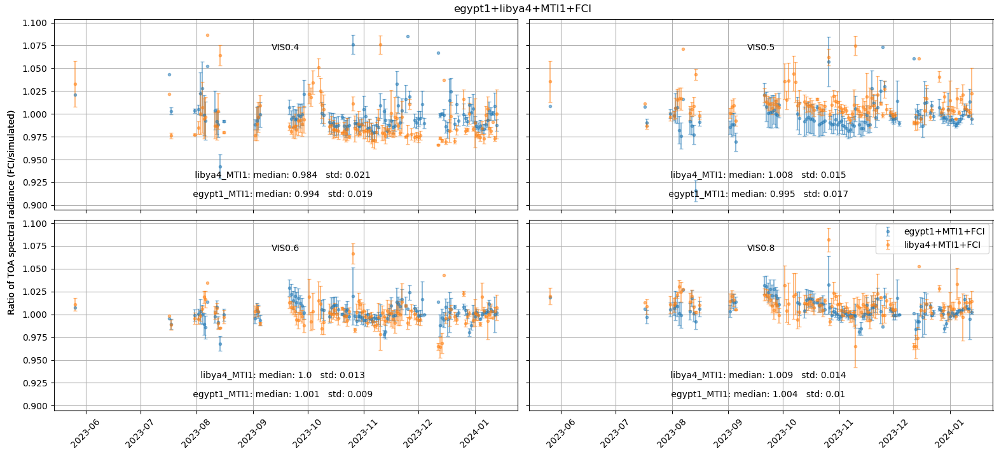 egypt1+libya4+MTI1+FCI
Ratio of TOA spectral radiance (FCI/simulated)
1.100
1.075
1.050
1.025
1.000
0.975
0.950
0.925
0.900
VIS0.4
libya4_MTI1: median: 0.984 std: 0.021
egypt1_MTI1: median: 0.994 std: 0.019
VIS0.5
libya4_MTI1: median: 1.008 std: 0.015
egypt1_MTI1: median: 0.995 std: 0.017
1.100
1.075
1.050
1.025
1.000
0.975
0.950
0.925
0.900
VIS0.6
libya4_MTI1: median: 1.0 std: 0.013
egypt1_MTI1: median: 1.001 std: 0.009
VIS0.8
egypt1+MTI1+FCI
libya4+MTI1+FCI
libya4_MTI1: median: 1.009 std: 0.014
egypt1_MTI1: median: 1.004 std: 0.01
2023-06
2023-07
2023-08
2023-09
2023-10
2023-11
2023-12
2024-01
2023-06
2023-07
2023-08
2023-09
2023-10
2023-11
2023-12
2024-01